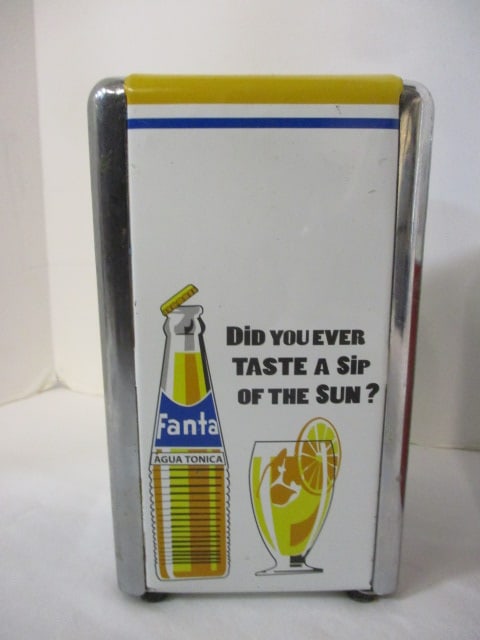 DiD YOU EVER
TASTE A SiP
OF THE SUN?
Fanta
AGUA TONICA